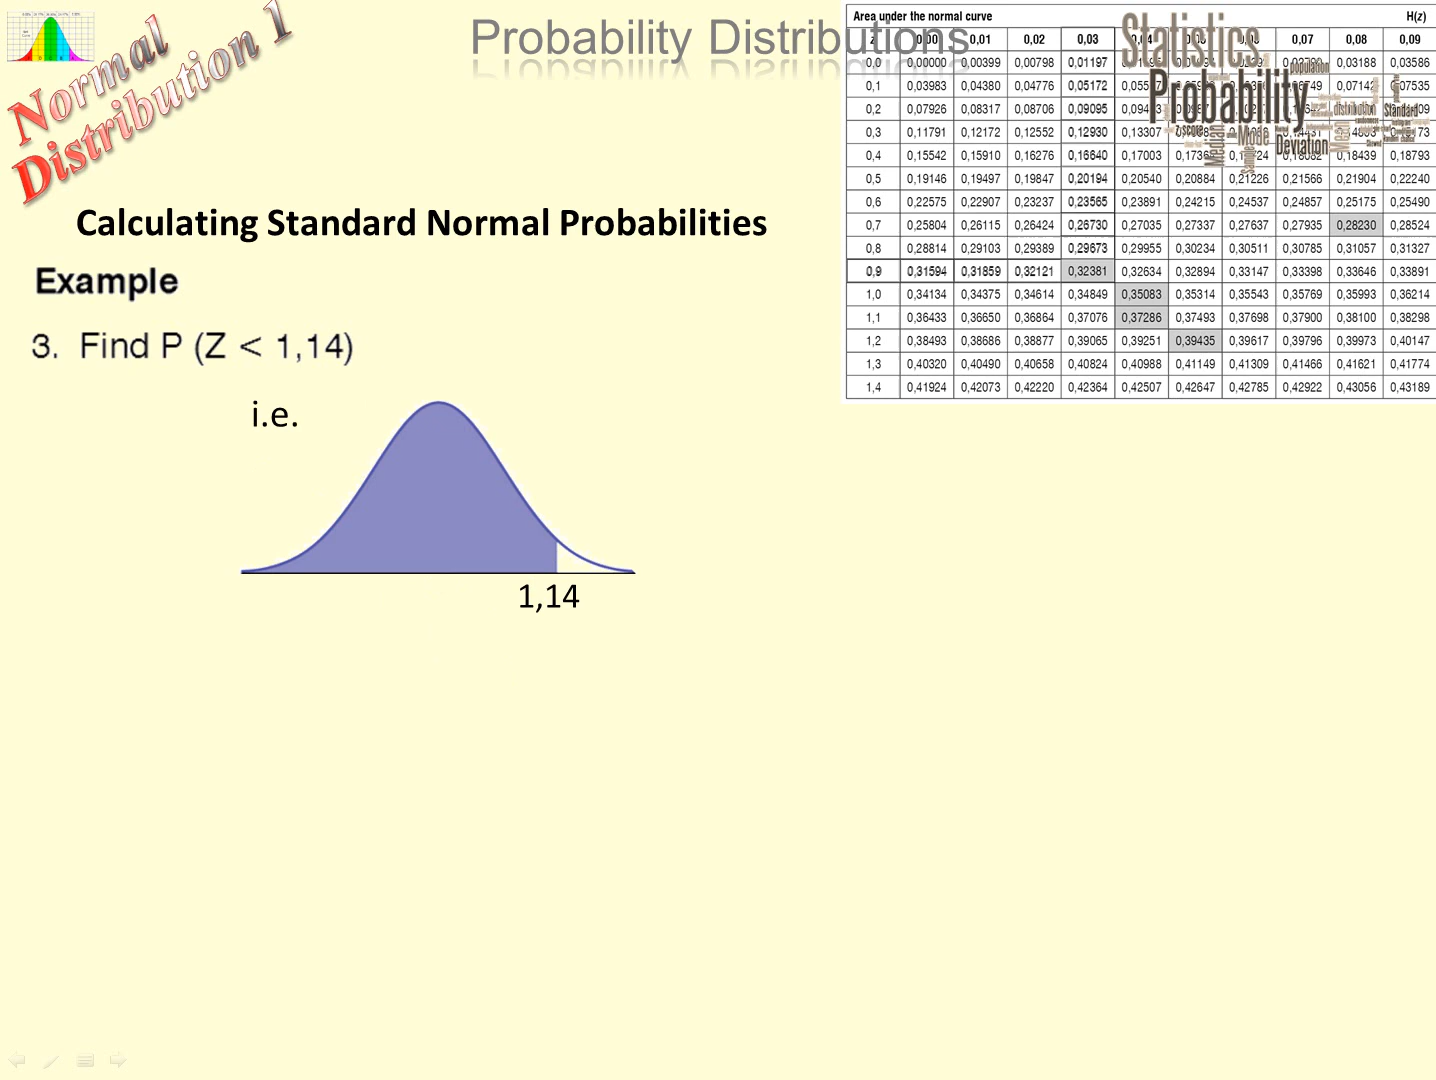 Normal
Distribution 1
Probability Distributions
Calculating Standard Normal Probabilities
Example
3. Find P (Z < 1,14)
i.e.
1,14
Area under the normal curve H(z)
0,00 0,01 0,02 0,03 0,07 0,08 0,09
0,0 0,00000 0,00399 0,00798 0,01197 0,03188 0,03586
0,1 0,03983 0,04380 0,04776 0,05172
0,2 0,07926 0,08317 0,08706 0,09095
0,3 0,11791 0,12172 0,12552 0,12930 0,13307
0,4 0,15542 0,15910 0,16276 0,16640 0,17003 0,18439 0,18793
0,5 0,19146 0,19497 0,19847 0,20194 0,20540 0,20884 0,21226 0,21566 0,21904 0,22240
0,6 0,22575 0,22907 0,23237 0,23565 0,23891 0,24215 0,24537 0,24857 0,25175 0,25490
0,7 0,25804 0,26115 0,26424 0,26730 0,27035 0,27337 0,27637 0,27935 0,28230 0,28524
0,8 0,28814 0,29103 0,29389 0,29673 0,29955 0,30234 0,30511 0,30785 0,31057 0,31327
0,9 0,31594 0,31859 0,32121 0,32381 0,32634 0,32894 0,33147 0,33398 0,33646 0,33891
1,0 0,34134 0,34375 0,34614 0,34849 0,35083 0,35314 0,35543 0,35769 0,35993 0,36214
1,1 0,36433 0,36650 0,36864 0,37076 0,37286 0,37493 0,37698 0,37900 0,38100 0,38298
1,2 0,38493 0,38686 0,38877 0,39065 0,39251 0,39435 0,39617 0,39796 0,39973 0,40147
1,3 0,40320 0,40490 0,40658 0,40824 0,40988 0,41149 0,41309 0,41466 0,41621 0,41774
1,4 0,41924 0,42073 0,42220 0,42364 0,42507 0,42647 0,42785 0,42922 0,43056 0,43189
Statistics
population
Probability
distribution Standard
Z score
Median
Mode
Mean
Sample
Deviation